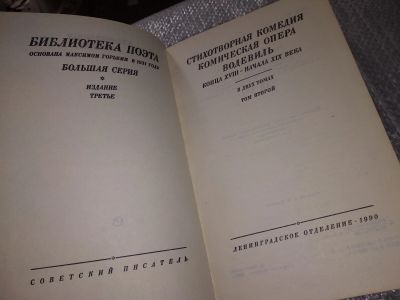 БИБЛИОТЕКА ПОЭТА
ОСНОВАНА МАКСИМОМ ГОРЬКИМ В 1931 ГОДУ
БОЛЬШАЯ СЕРИЯ
*
ИЗДАНИЕ
ТРЕТЬЕ
СОВЕТСКИЙ ПИСАТЕЛЬ
СТИХОТВОРНАЯ КОМЕДИЯ
КОМИЧЕСКАЯ ОПЕРА
ВОДЕВИЛЬ
КОНЦА XVIII - НАЧАЛА XIX ВЕКА
В ДВУХ ТОМАХ
ТОМ ВТОРОЙ
ЛЕНИНГРАДСКОЕ ОТДЕЛЕНИЕ · 1990